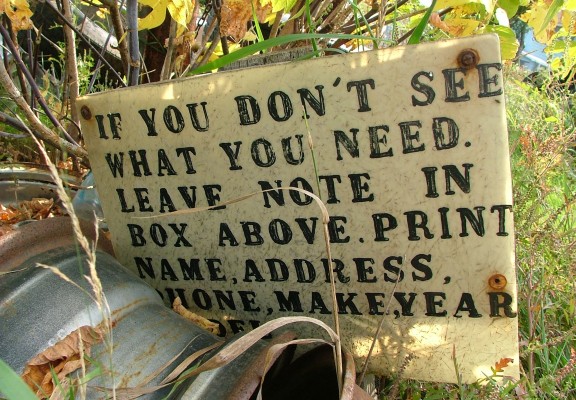 IF YOU DON'T SEE
WHAT YOU NEED.
LEAVE NOTE IN
BOX ABOVE. PRINT
NAME, ADDRESS,
PHONE, MAKE, YEAR